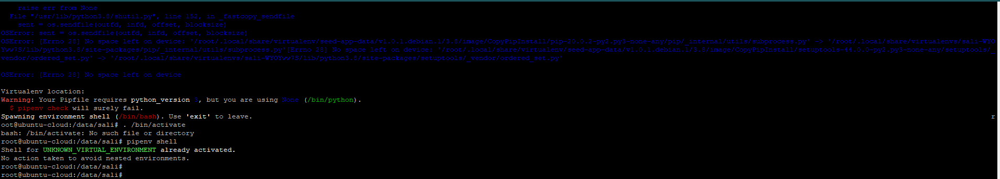 raise err from None
File "/usr/lib/python3.8/shutil.py", line 152, in _fastcopy_sendfile
sent = os.sendfile(outfd, infd, offset, blocksize)
OSError: sent = os.sendfile(outfd, infd, offset, blocksize)
OSError: [Errno 28] No space left on device: '/root/.local/share/virtualenv/seed-app-data/v1.0.1.debian.1/3.8/image/CopyPipInstall/pip-20.0.2-py2.py3-none-any/pip/_internal/utils/subprocess.py' -> '/root/.local/share/virtualenvs/sali-WYO
Yww7S/lib/python3.8/site-packages/pip/_internal/utils/subprocess.py'[Errno 28] No space left on device: '/root/.local/share/virtualenv/seed-app-data/v1.0.1.debian.1/3.8/image/CopyPipInstall/setuptools-44.0.0-py2.py3-none-any/setuptools/_
vendor/ordered_set.py' -> '/root/.local/share/virtualenvs/sali-WYOYww7S/lib/python3.8/site-packages/setuptools/_vendor/ordered_set.py'
OSError: [Errno 28] No space left on device
Virtualenv location:
Warning: Your Pipfile requires python_version 3, but you are using None (/bin/python).
$ pipenv check will surely fail.
Spawning environment shell (/bin/bash). Use 'exit' to leave. r
oot@ubuntu-cloud:/data/sali# . /bin/activate
bash: /bin/activate: No such file or directory
root@ubuntu-cloud:/data/sali# pipenv shell
Shell for UNKNOWN_VIRTUAL_ENVIRONMENT already activated.
No action taken to avoid nested environments.
root@ubuntu-cloud:/data/sali#
root@ubuntu-cloud:/data/sali#